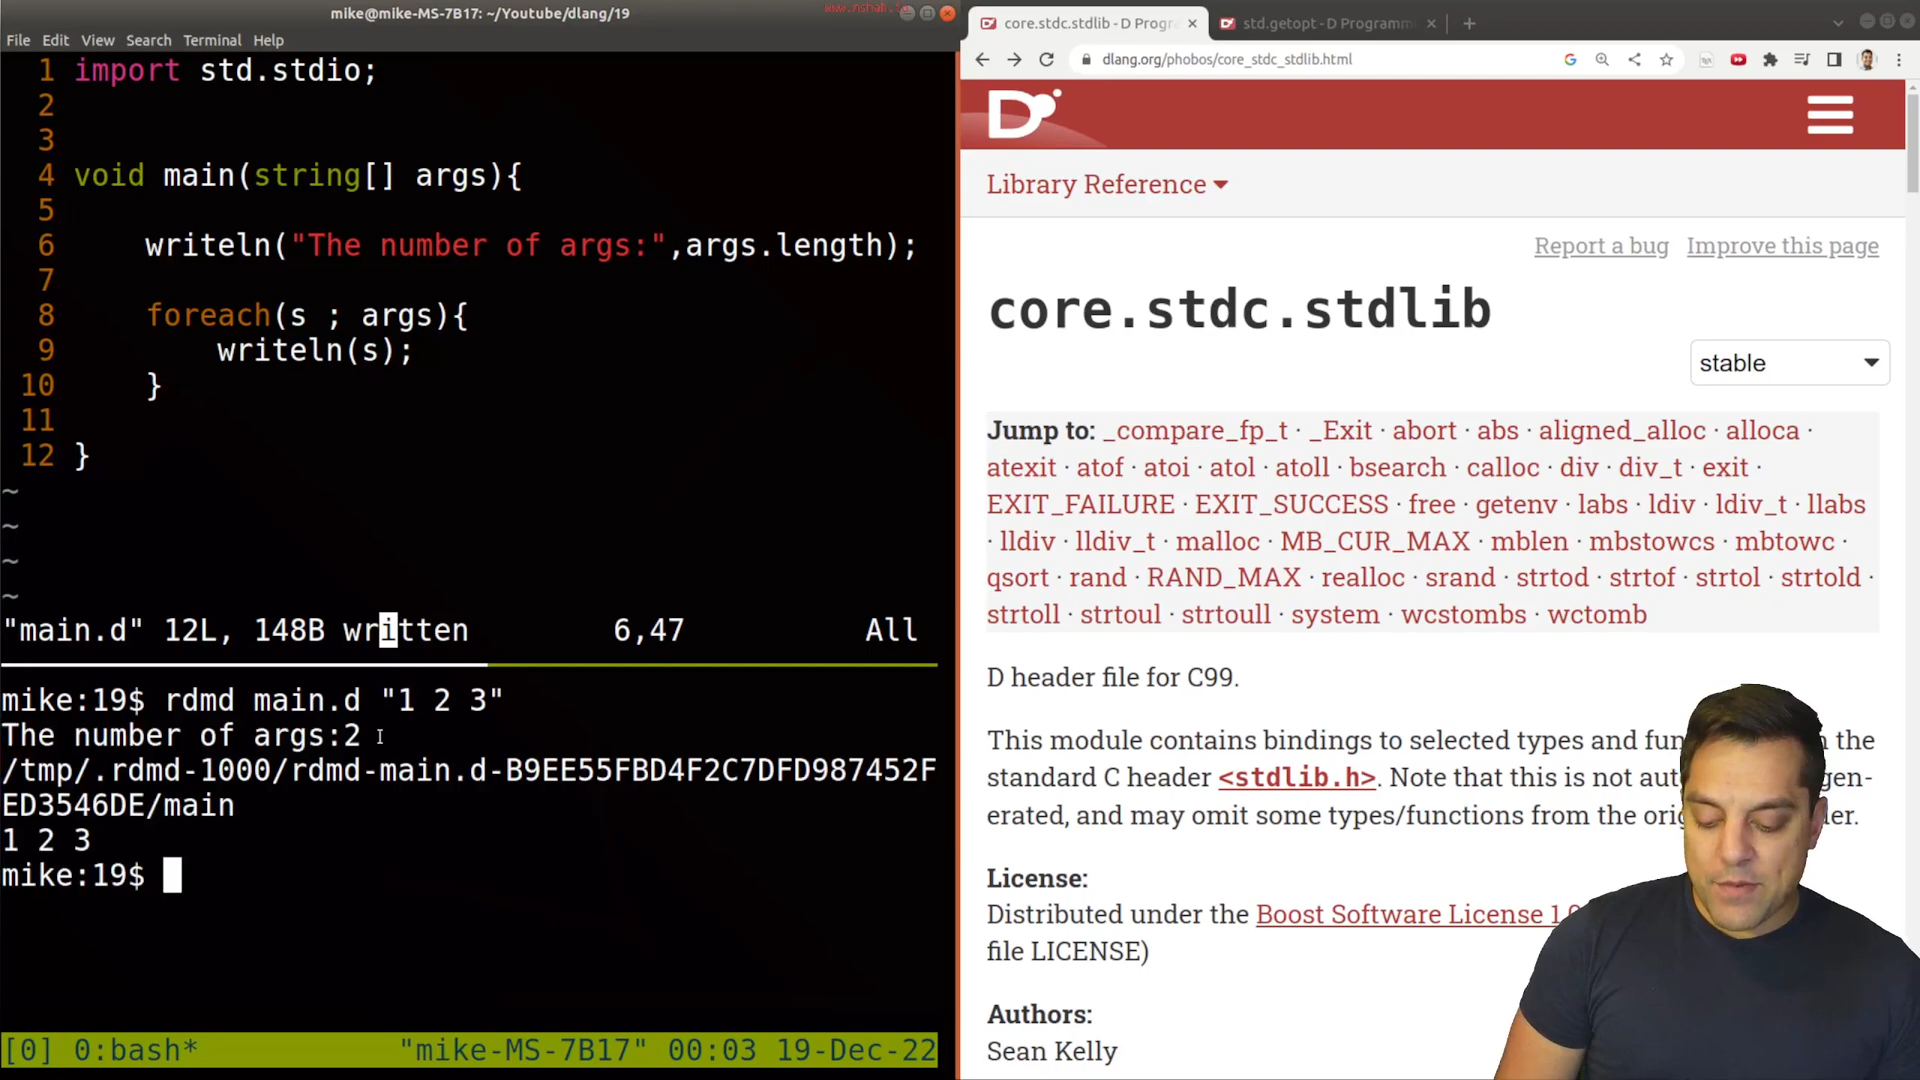 mike@mike-MS-7B17: ~/Youtube/dlang/19
File Edit View Search Terminal Help
1 import std.stdio;
2
3
4 void main(string[] args){
5
6 writeln("The number of args:",args.length);
7
8 foreach(s ; args){
9 writeln(s);
10 }
11
12 }
~
~
~
~
"main.d" 12L, 148B written 6,47 All
mike:19$ rdmd main.d "1 2 3"
The number of args:2
/tmp/.rdmd-1000/rdmd-main.d-B9EE55FBD4F2C7DFD987452F
ED3546DE/main
1 2 3
mike:19$
[0] 0:bash* "mike-MS-7B17" 00:03 19-Dec-22
core.stdc.stdlib - D Progr
std.getopt - D Programm
dlang.org/phobos/core_stdc_stdlib.html
D
Library Reference
Report a bug Improve this page
core.stdc.stdlib
stable
Jump to: _compare_fp_t · _Exit · abort · abs · aligned_alloc · alloca ·
atexit · atof · atoi · atol · atoll · bsearch · calloc · div · div_t · exit ·
EXIT_FAILURE · EXIT_SUCCESS · free · getenv · labs · ldiv · ldiv_t · llabs
· lldiv · lldiv_t · malloc · MB_CUR_MAX · mblen · mbstowcs · mbtowc ·
qsort · rand · RAND_MAX · realloc · srand · strtod · strtof · strtol · strtold ·
strtoll · strtoul · strtoull · system · wcstombs · wctomb
D header file for C99.
This module contains bindings to selected types and fun the
standard C header <stdlib.h>. Note that this is not aut gen-
erated, and may omit some types/functions from the ori der.
License:
Distributed under the Boost Software License 1.0
file LICENSE)
Authors:
Sean Kelly